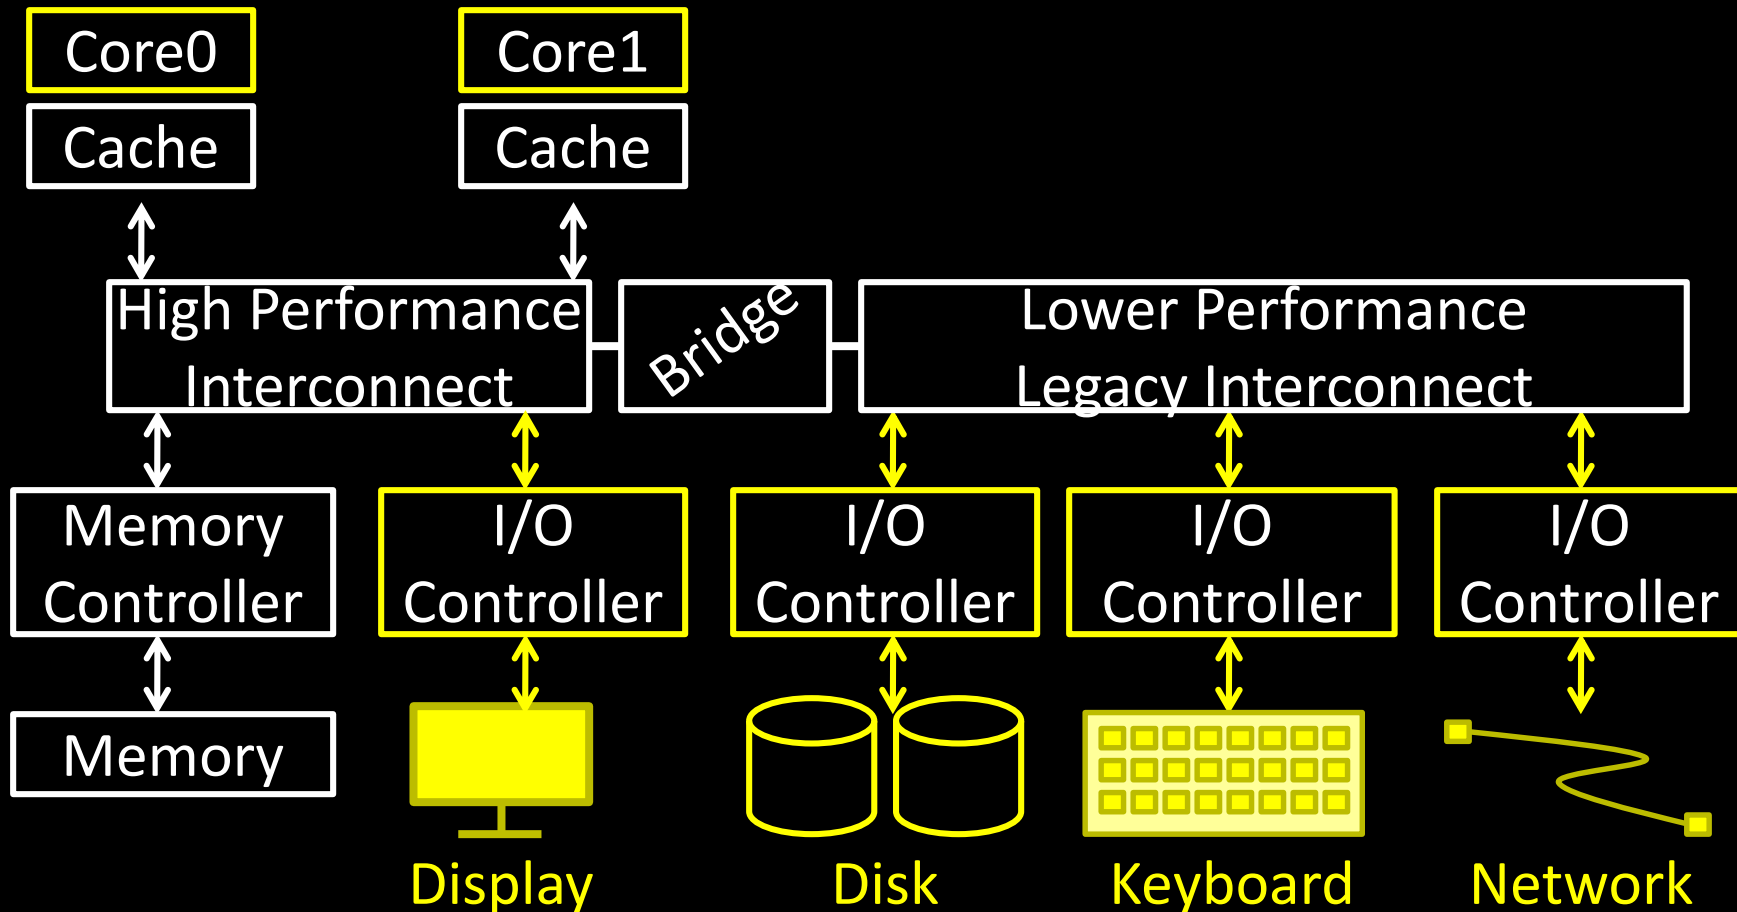 Core0
Core1
Cache
Cache
High Performance
Interconnect
Bridge
Lower Performance
Legacy Interconnect
Memory
Controller
I/O
Controller
I/O
Controller
I/O
Controller
I/O
Controller
Memory
Display
Disk
Keyboard
Network